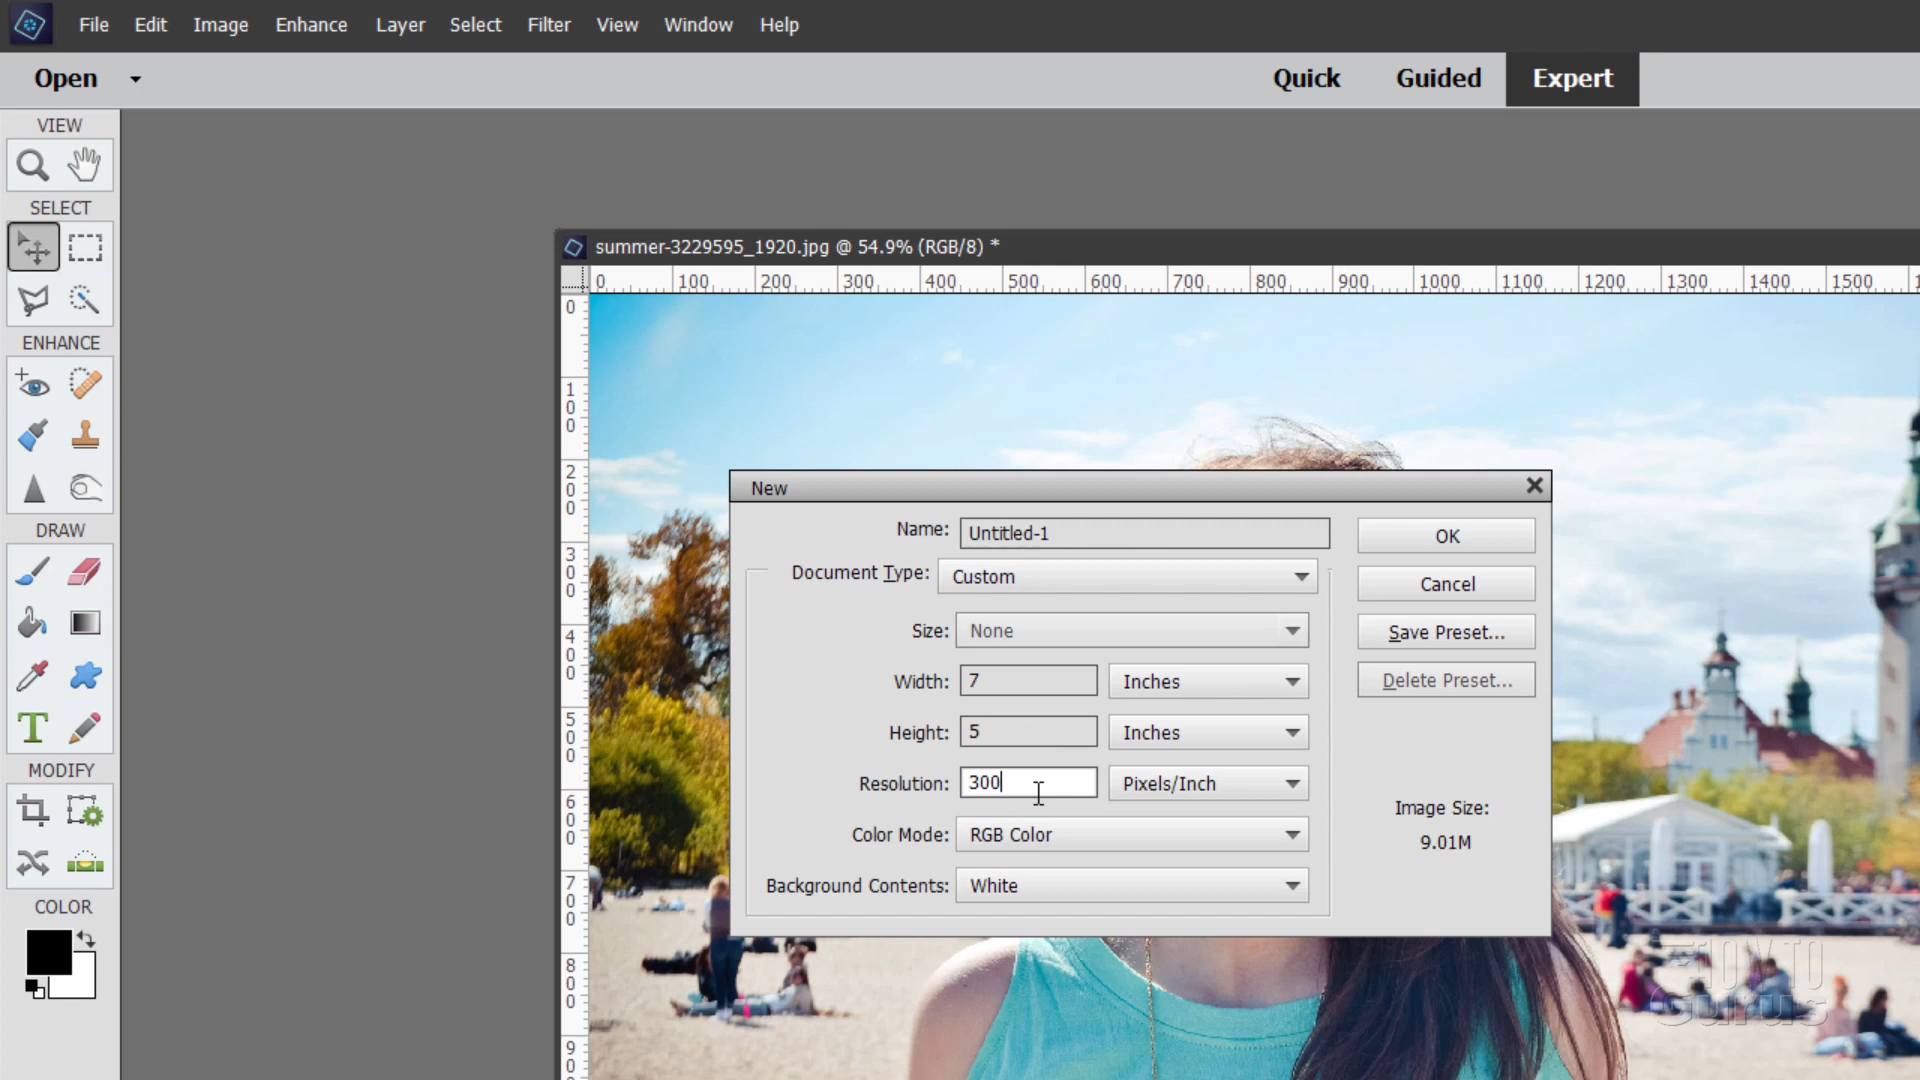 File Edit Image Enhance Layer Select Filter View Window Help
Open Quick Guided Expert
VIEW
SELECT
ENHANCE
DRAW
T
MODIFY
COLOR
summer-3229595_1920.jpg @ 54.9% (RGB/8) *
0 100 200 300 400 500 600 700 800 900 1000 1100 1200 1300 1400 1500
0
100
200
300
400
500
600
700
800
New
Name: Untitled-1
OK
Document Type: Custom
Cancel
Size: None
Save Preset...
Width: 7 Inches
Delete Preset...
Height: 5 Inches
Resolution: 300 Pixels/Inch
Image Size:
9.01M
Color Mode: RGB Color
Background Contents: White
HOW TO
Gurus